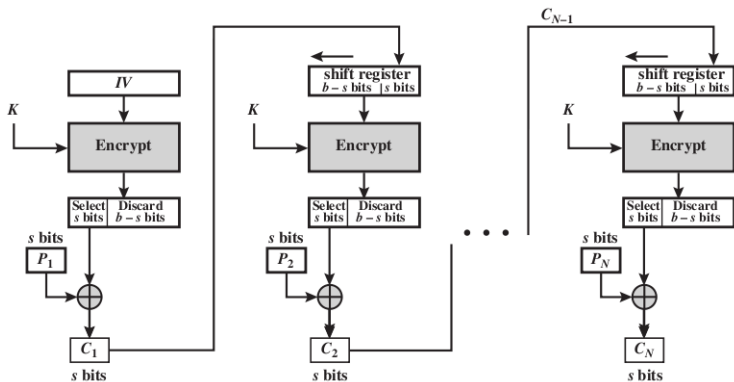 C_{N-1}
IV
shift register
b – s bits | s bits
shift register
b – s bits | s bits
K
K
K
Encrypt
Encrypt
Encrypt
Select Discard
s bits b – s bits
Select Discard
s bits b – s bits
Select Discard
s bits b – s bits
s bits
s bits
s bits
P_1
P_2
P_N
• • •
C_1
C_2
C_N
s bits
s bits
s bits